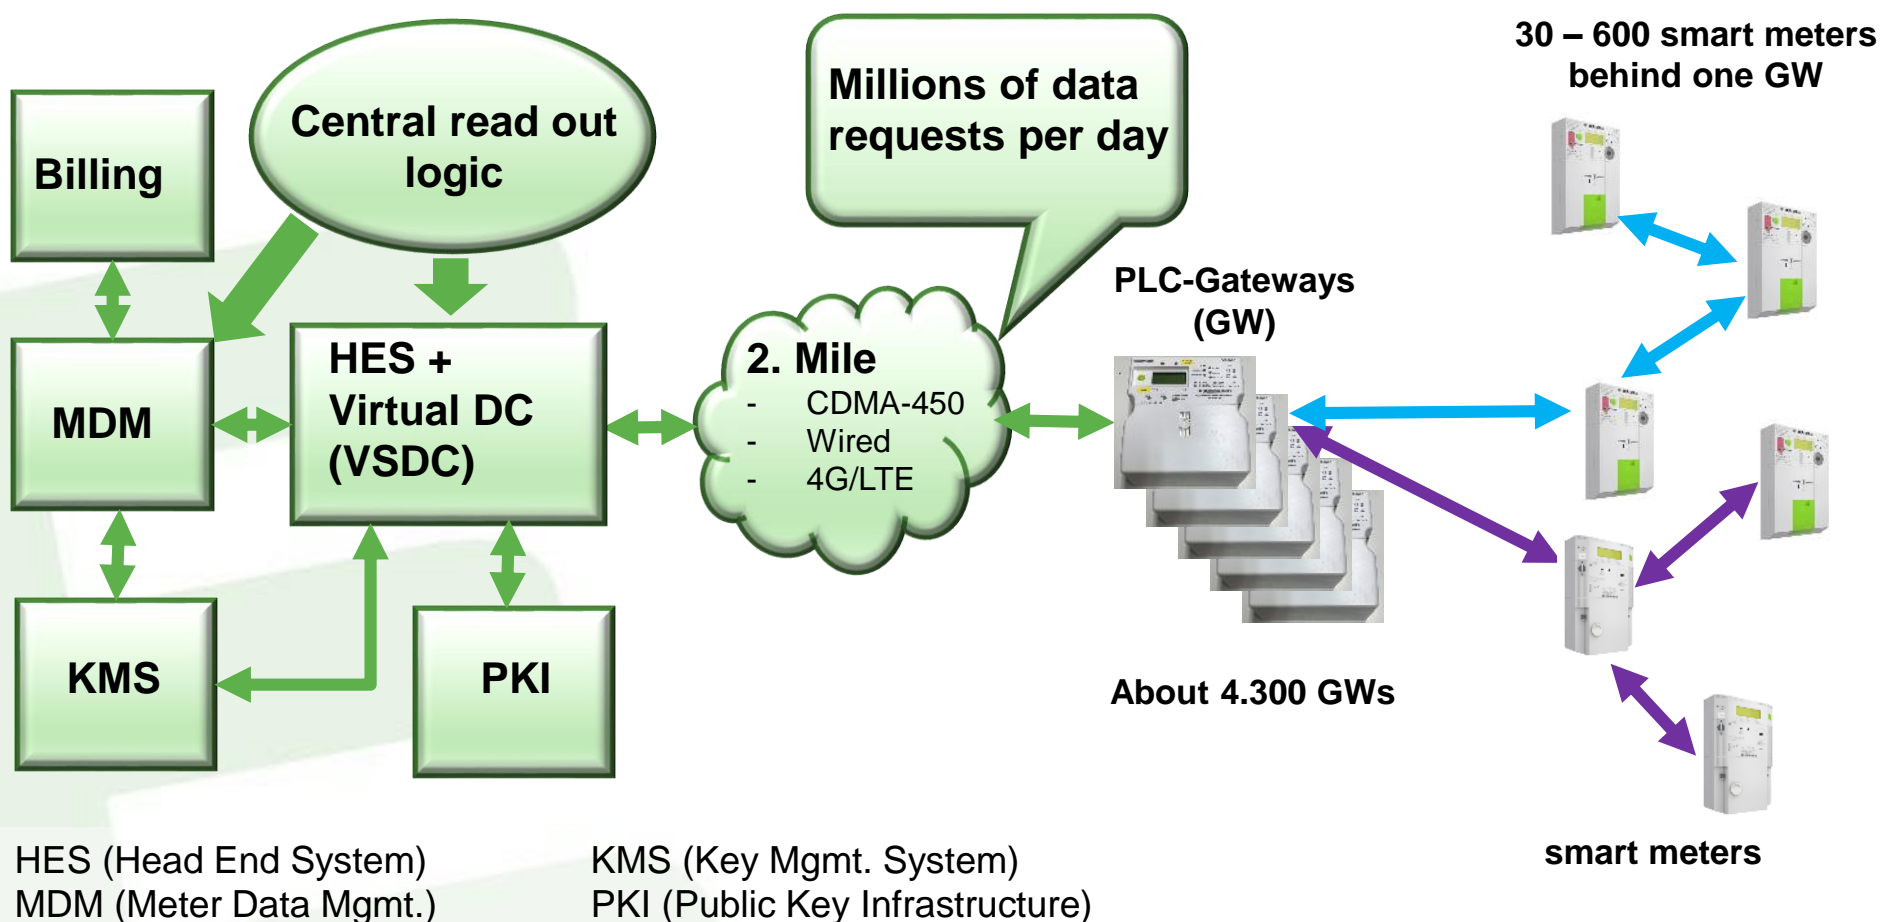 30 – 600 smart meters
behind one GW
Billing
Central read out
logic
Millions of data
requests per day
PLC-Gateways
(GW)
MDM
HES +
Virtual DC
(VSDC)
2. Mile
- CDMA-450
- Wired
- 4G/LTE
KMS
PKI
About 4.300 GWs
smart meters
HES (Head End System)
KMS (Key Mgmt. System)
MDM (Meter Data Mgmt.)
PKI (Public Key Infrastructure)